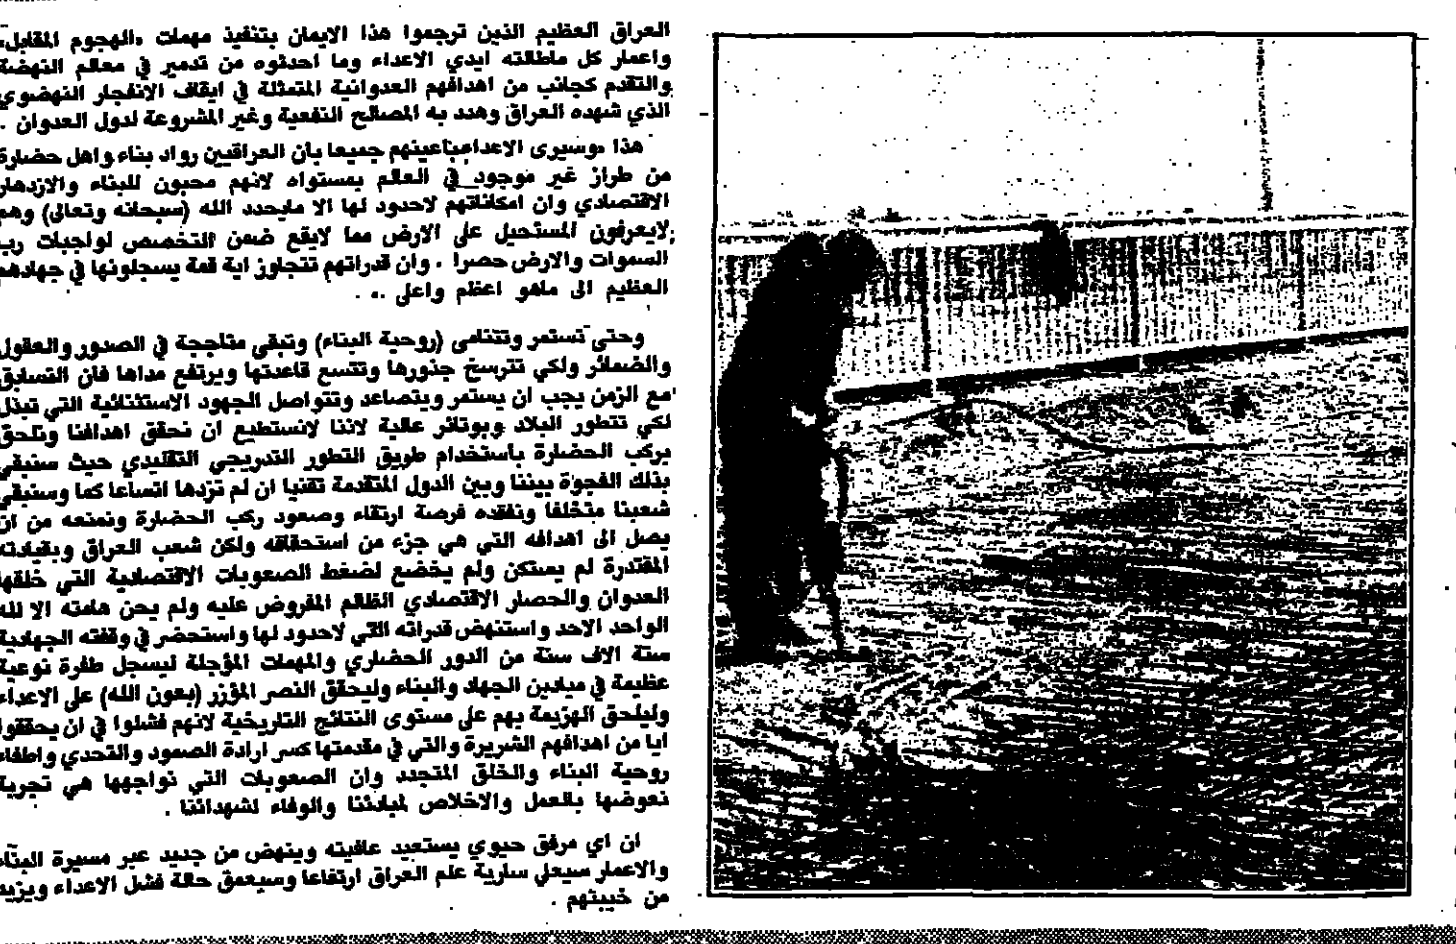 العراق العظيم الذين ترجموا هذا الايمان بتنفيذ مهمات «الهجوم المقابل»
واعمار كل ماطالته ايدي الاعداء وما احدثوه من تدمير في معالم النهضة
والتقدم كجانب من اهدافهم العدوانية المتمثلة في ايقاف الانفجار النهضوي
الذي شهده العراق وهدد به المصالح النفعية وغير المشروعة لدول العدوان .
هذا وسيرى الاعداء باعينهم جميعا بان العراقيين رواد بناء واهل حضارة
من طراز غير موجود في العالم بمستواه لانهم محبون للبناء والازدهار
الاقتصادي وان امكاناتهم لاحدود لها الا مايحدد الله (سبحانه وتعالى) وهم
لايعرفون المستحيل على الارض مما لايقع ضمن التخصص لواجبات رب
السموات والارض حصرا . وان قدراتهم تتجاوز اية قمة يسجلونها في جهادهم
العظيم الى ماهو اعظم واعلى .. .
وحتى تستمر وتتنامى (روحية البناء) وتبقى متاججة في الصدور والعقول
والضمائر ولكي تترسخ جذورها وتتسع قاعدتها ويرتفع مداها فان التسابق
مع الزمن يجب ان يستمر ويتصاعد وتتواصل الجهود الاستثنائية التي تبذل
لكي تتطور البلاد وبوتائر عالية لاننا لانستطيع ان نحقق اهدافنا ونلحق
بركب الحضارة باستخدام طريق التطور التدريجي التقليدي حيث سنبقي
بذلك الفجوة بيننا وبين الدول المتقدمة تقنيا ان لم نزدها اتساعا كما وسنبقي
شعبنا متخلفا ونفقده فرصة ارتقاء وصعود ركب الحضارة ونمنعه من ان
يصل الى اهدافه التي هي جزء من استحقاقه ولكن شعب العراق وبقيادته
المقتدرة لم يستكن ولم يخضع لضغط الصعوبات الاقتصادية التي خلقها
العدوان والحصار الاقتصادي الظالم المفروض عليه ولم يحن هامته الا لله
الواحد الاحد واستنهض قدراته التي لاحدود لها واستحضر في وقفته الجهادية
ستة الاف سنة من الدور الحضاري والمهمات المؤجلة ليسجل طفرة نوعية
عظيمة في ميادين الجهاد والبناء وليحقق النصر المؤزر (بعون الله) على الاعداء
وليلحق الهزيمة بهم على مستوى النتائج التاريخية لانهم فشلوا في ان يحققوا
ايا من اهدافهم الشريرة والتي في مقدمتها كسر ارادة الصمود والتحدي واطفاء
روحية البناء والخلق المتجدد وان الصعوبات التي نواجهها هي تجربة
نعوضها بالعمل والاخلاص لمبادئنا والوفاء لشهدائنا .
ان اي مرفق حيوي يستعيد عافيته وينهض من جديد عبر مسيرة البناء
والاعمار سيعلي سارية علم العراق ارتفاعا وسيعمق حالة فشل الاعداء ويزيد
من خيبتهم .